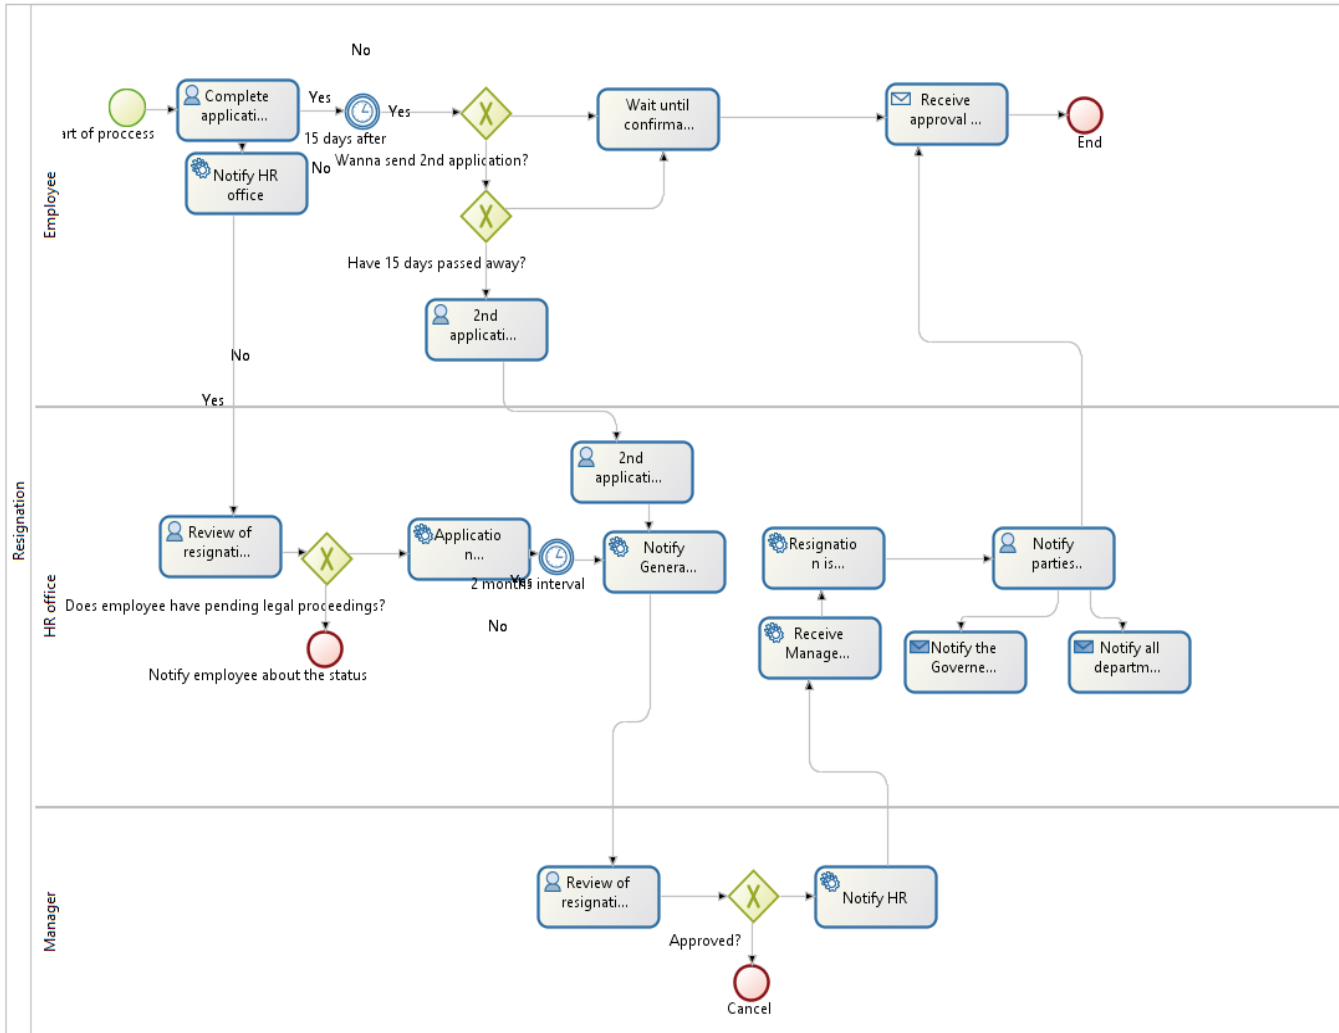 Resignation
Employee
No
art of proccess
Complete
applicati...
Yes
15 days after
Yes
Wanna send 2nd application?
Wait until
confirma...
Receive
approval ...
End
Notify HR
office
No
Have 15 days passed away?
2nd
applicati...
No
Yes
HR office
2nd
applicati...
Review of
resignati...
Does employee have pending legal proceedings?
Notify employee about the status
Applicatio
n...
Yes
2 months interval
No
Notify
Genera...
Resignatio
n is...
Notify
parties..
Receive
Manage...
Notify the
Governe...
Notify all
departm...
Manager
Review of
resignati...
Approved?
Notify HR
Cancel